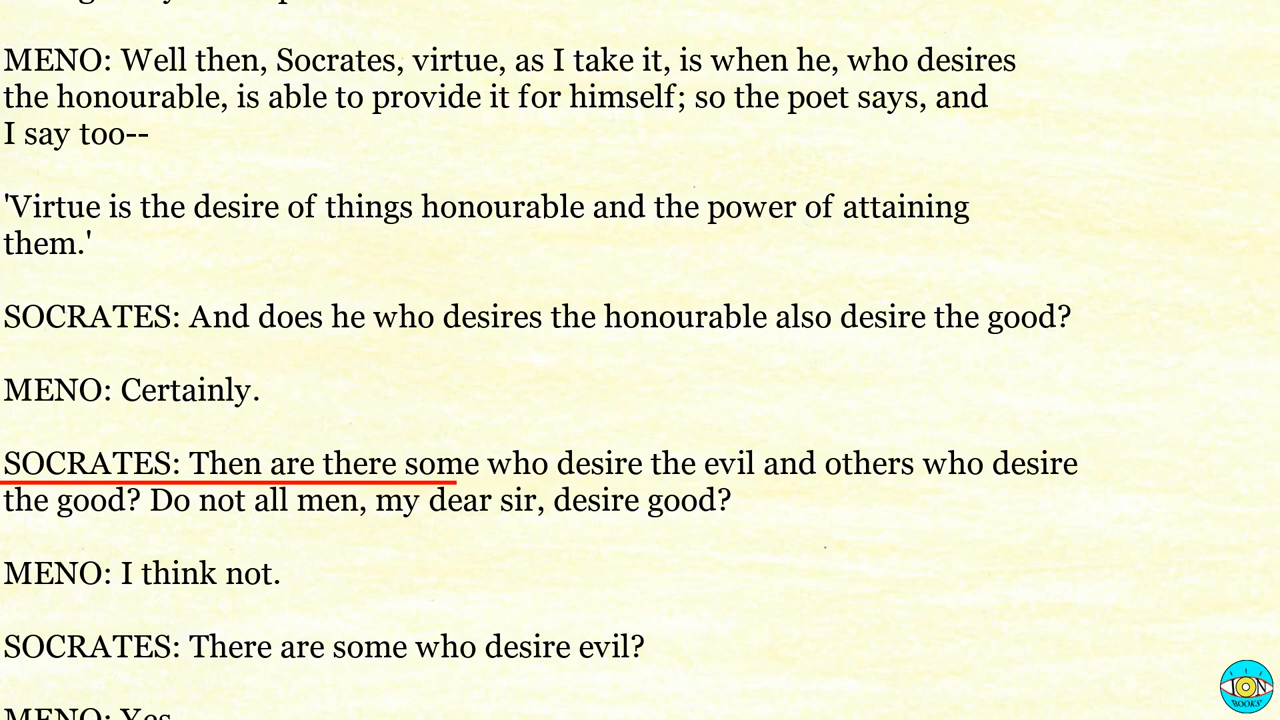 MENO: Well then, Socrates, virtue, as I take it, is when he, who desires
the honourable, is able to provide it for himself; so the poet says, and
I say too--
'Virtue is the desire of things honourable and the power of attaining
them.'
SOCRATES: And does he who desires the honourable also desire the good?
MENO: Certainly.
SOCRATES: Then are there some who desire the evil and others who desire
the good? Do not all men, my dear sir, desire good?
MENO: I think not.
SOCRATES: There are some who desire evil?
MENO: Yes
ION
BOOKS